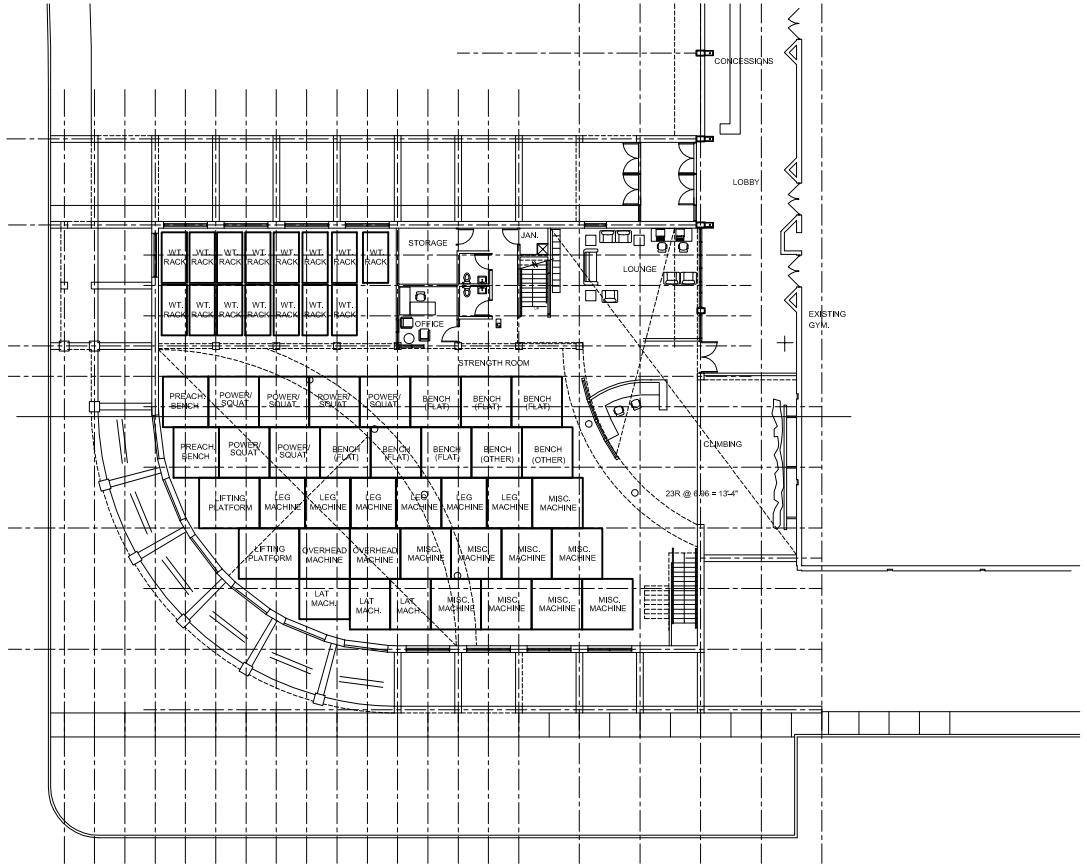 CONCESSIONS
LOBBY
EXISTING
GYM.
STORAGE
JAN.
LOUNGE
OFFICE
WT.
RACK
WT.
RACK
WT.
RACK
WT.
RACK
WT.
RACK
WT.
RACK
WT.
RACK
WT.
RACK
WT.
RACK
WT.
RACK
WT.
RACK
WT.
RACK
WT.
RACK
WT.
RACK
WT.
RACK
STRENGTH ROOM
PREACH.
BENCH
POWER/
SQUAT
POWER/
SQUAT
POWER/
SQUAT
POWER/
SQUAT
BENCH
(FLAT)
BENCH
(FLAT)
BENCH
(FLAT)
PREACH.
BENCH
POWER/
SQUAT
POWER/
SQUAT
BENCH
(FLAT)
BENCH
(FLAT)
BENCH
(FLAT)
BENCH
(OTHER)
BENCH
(OTHER)
CLIMBING
LIFTING
PLATFORM
LEG
MACHINE
LEG
MACHINE
LEG
MACHINE
LEG
MACHINE
LEG
MACHINE
LEG
MACHINE
MISC.
MACHINE
23R @ 6.96 = 13'-4"
LIFTING
PLATFORM
OVERHEAD
MACHINE
OVERHEAD
MACHINE
MISC.
MACHINE
MISC.
MACHINE
MISC.
MACHINE
MISC.
MACHINE
LAT
MACH.
LAT
MACH.
LAT
MACH.
MISC.
MACHINE
MISC.
MACHINE
MISC.
MACHINE
MISC.
MACHINE